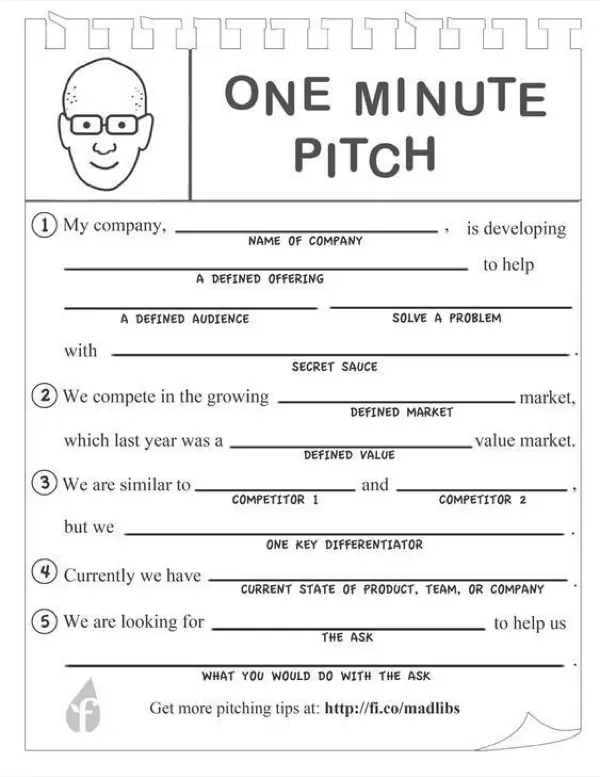 ONE MINUTE
PITCH
1 My company, , is developing
NAME OF COMPANY
to help
A DEFINED OFFERING
A DEFINED AUDIENCE SOLVE A PROBLEM
with .
SECRET SAUCE
2 We compete in the growing market,
DEFINED MARKET
which last year was a value market.
DEFINED VALUE
3 We are similar to and ,
COMPETITOR 1 COMPETITOR 2
but we .
ONE KEY DIFFERENTIATOR
4 Currently we have .
CURRENT STATE OF PRODUCT, TEAM, OR COMPANY
5 We are looking for to help us
THE ASK
.
WHAT YOU WOULD DO WITH THE ASK
f
Get more pitching tips at: http://fi.co/madlibs